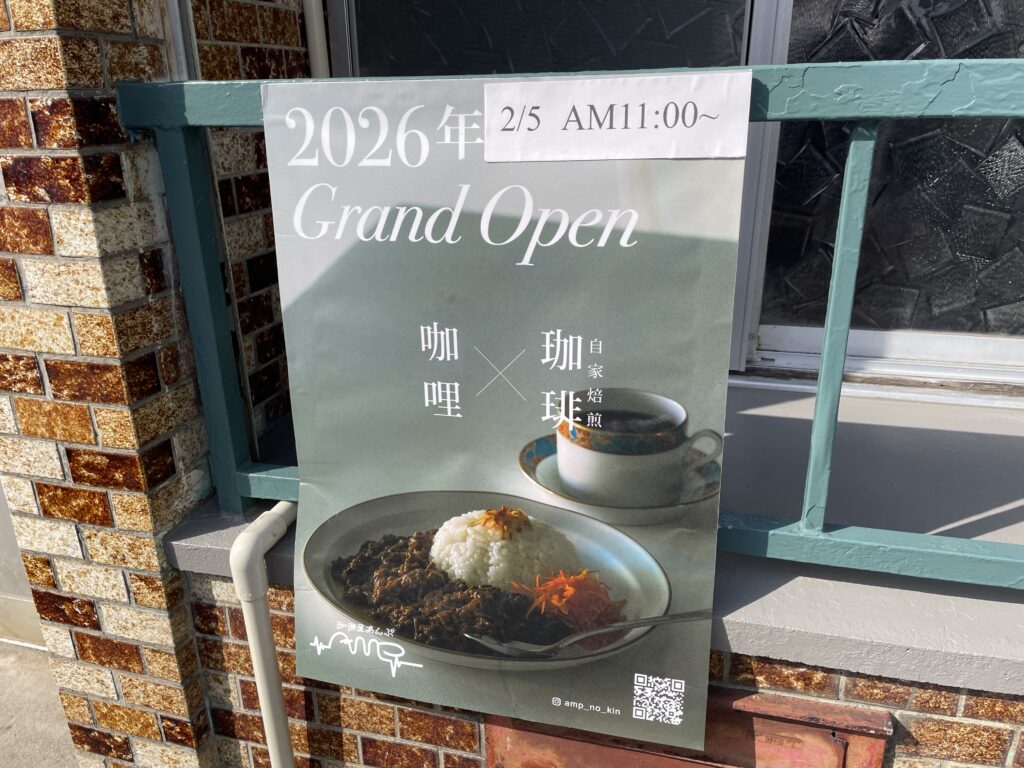 2026年
2/5 AM11:00~
Grand Open
咖哩
×
珈琲
自家焙煎
amp_no_kin